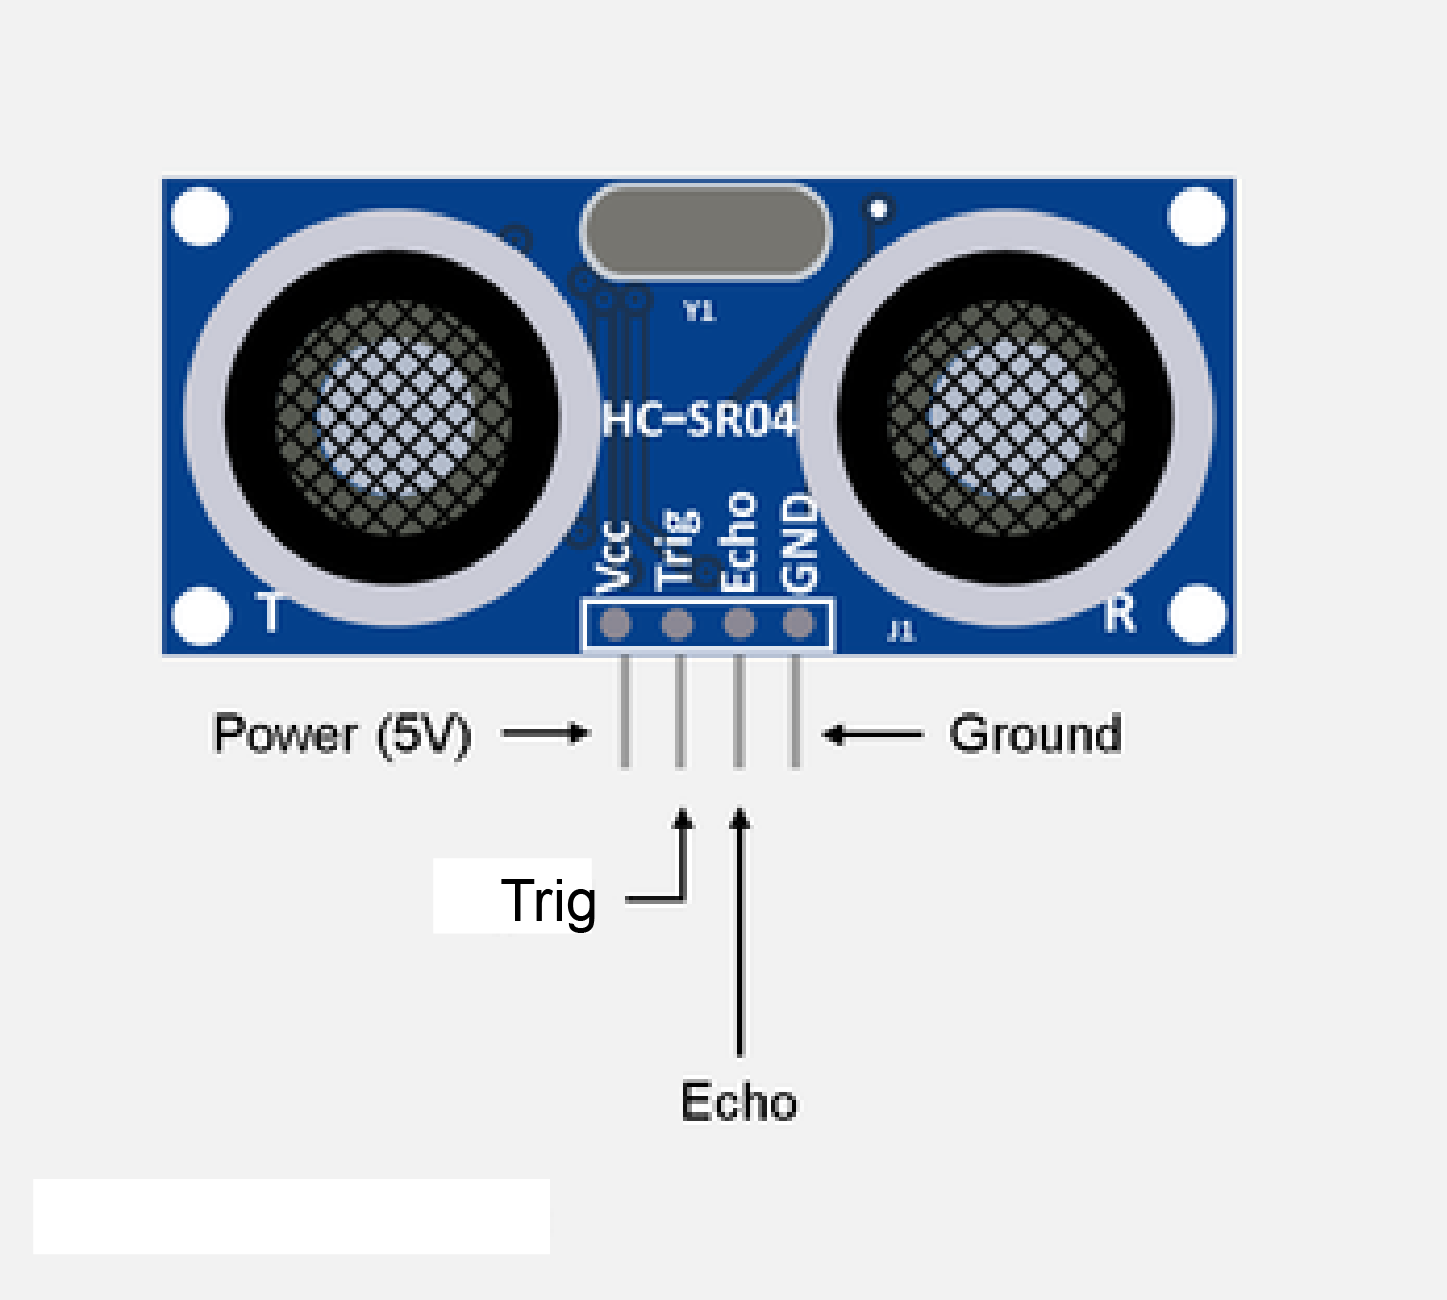 Y1
HC-SR04
Vcc
Trig
Echo
GND
T
R
J1
Power (5V)
Ground
Trig
Echo